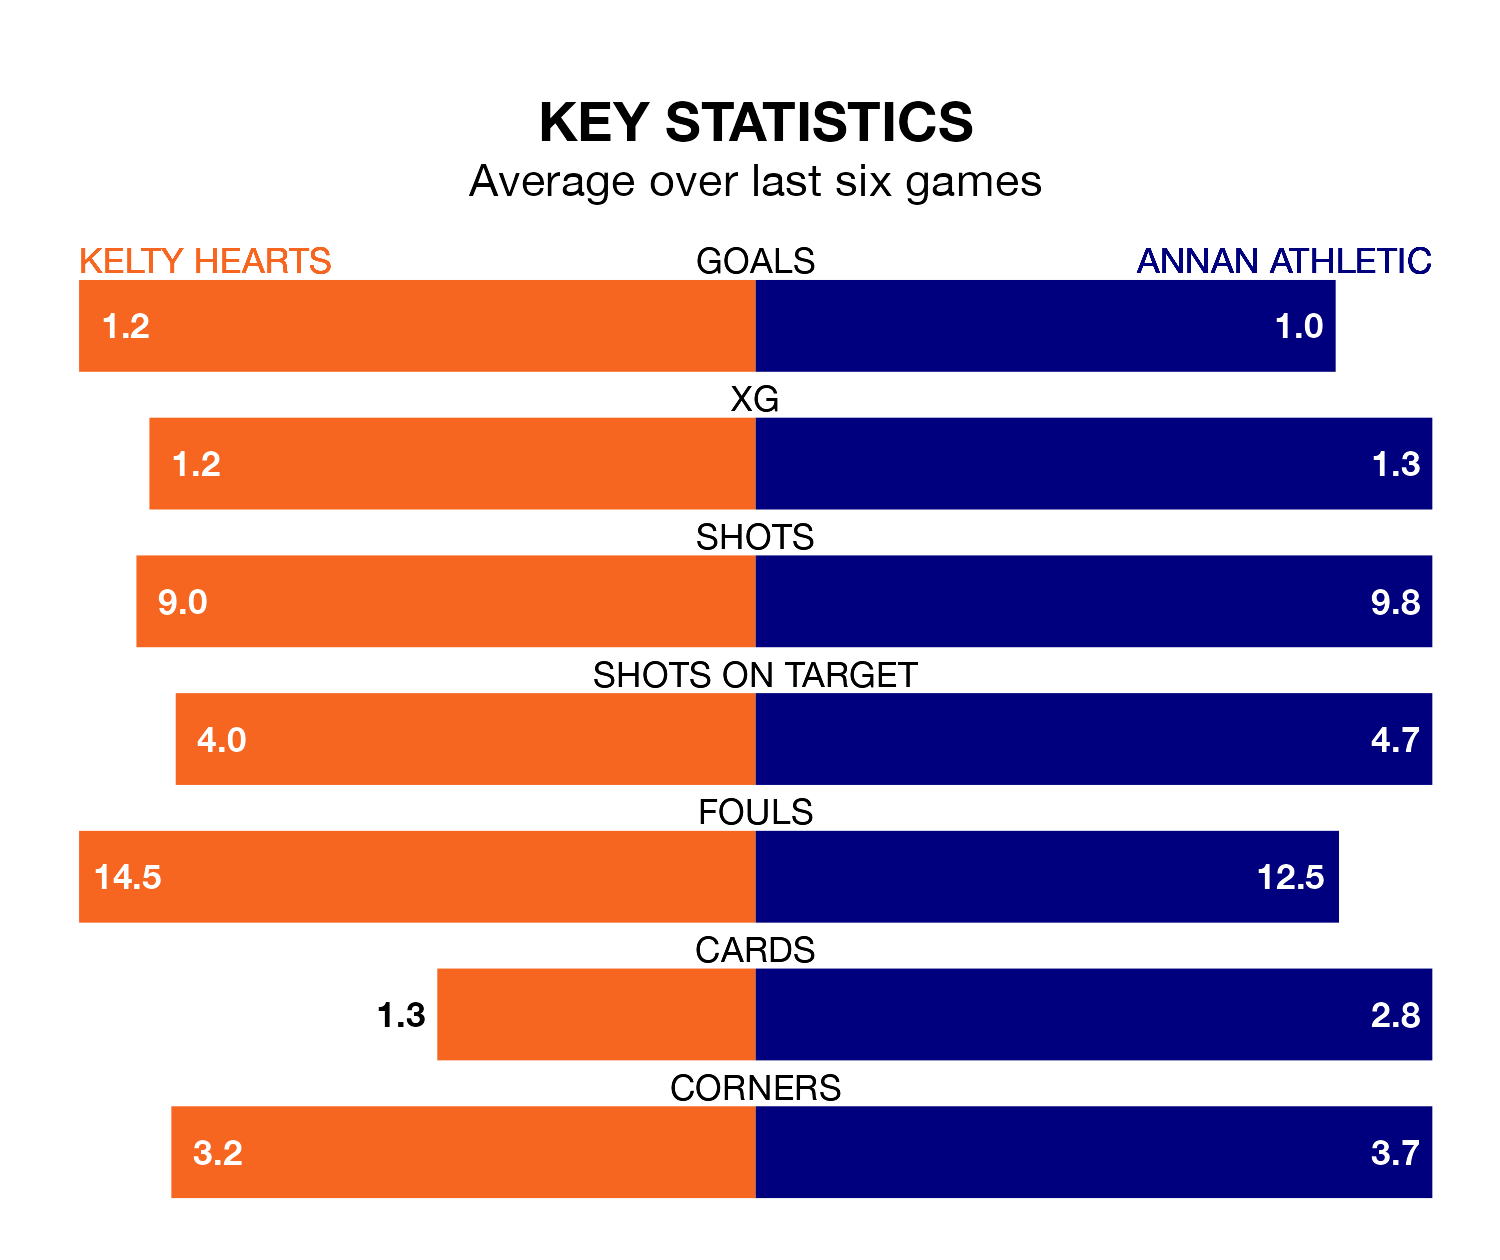 KEY STATISTICS
Average over last six games
KELTY HEARTS GOALS ANNAN ATHLETIC
1.2 1.0
XG
1.2 1.3
SHOTS
9.0 9.8
SHOTS ON TARGET
4.0 4.7
FOULS
14.5 12.5
CARDS
1.3 2.8
CORNERS
3.2 3.7